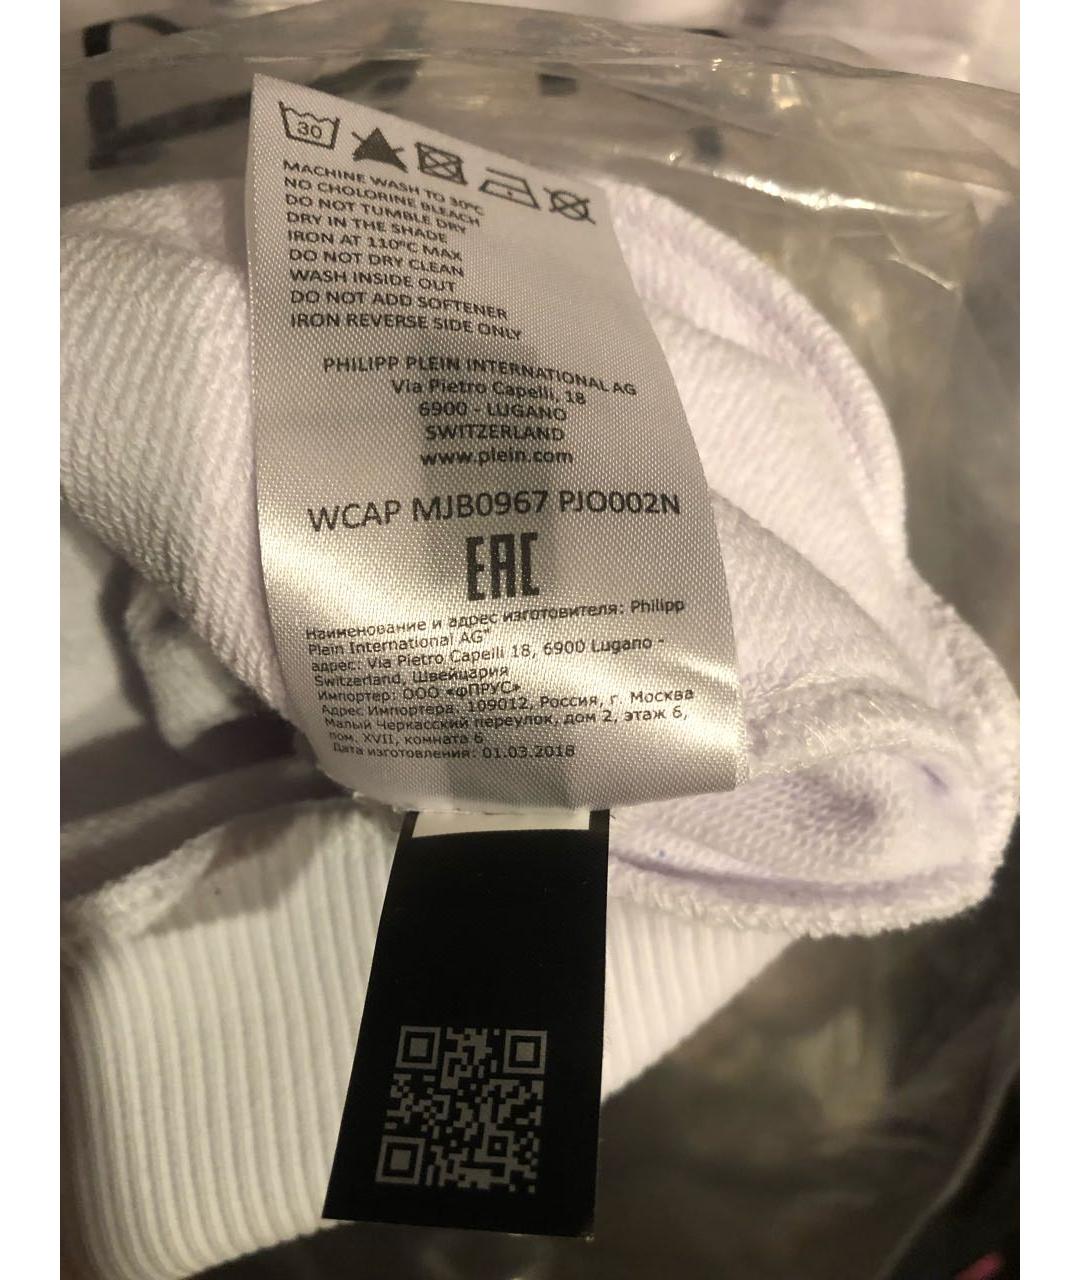 30
MACHINE WASH TO 30°C
NO CHOLORINE BLEACH
DO NOT TUMBLE DRY
DRY IN THE SHADE
IRON AT 110°C MAX
DO NOT DRY CLEAN
WASH INSIDE OUT
DO NOT ADD SOFTENER
IRON REVERSE SIDE ONLY
PHILIPP PLEIN INTERNATIONAL AG
Via Pietro Capelli, 18
6900 - LUGANO
SWITZERLAND
www.plein.com
WCAP MJB0967 PJO002N
EAC
Наименование и адрес изготовителя: Philipp
Plein International AG"
адрес: Via Pietro Capelli 18, 6900 Lugano -
Switzerland, Швейцария
Импортер: ООО «ФПРУС»
Адрес Импортера: 109012, Россия, г. Москва
Малый Черкасский переулок, дом 2, этаж 6,
пом. XVII, комната 6
Дата изготовления: 01.03.2018